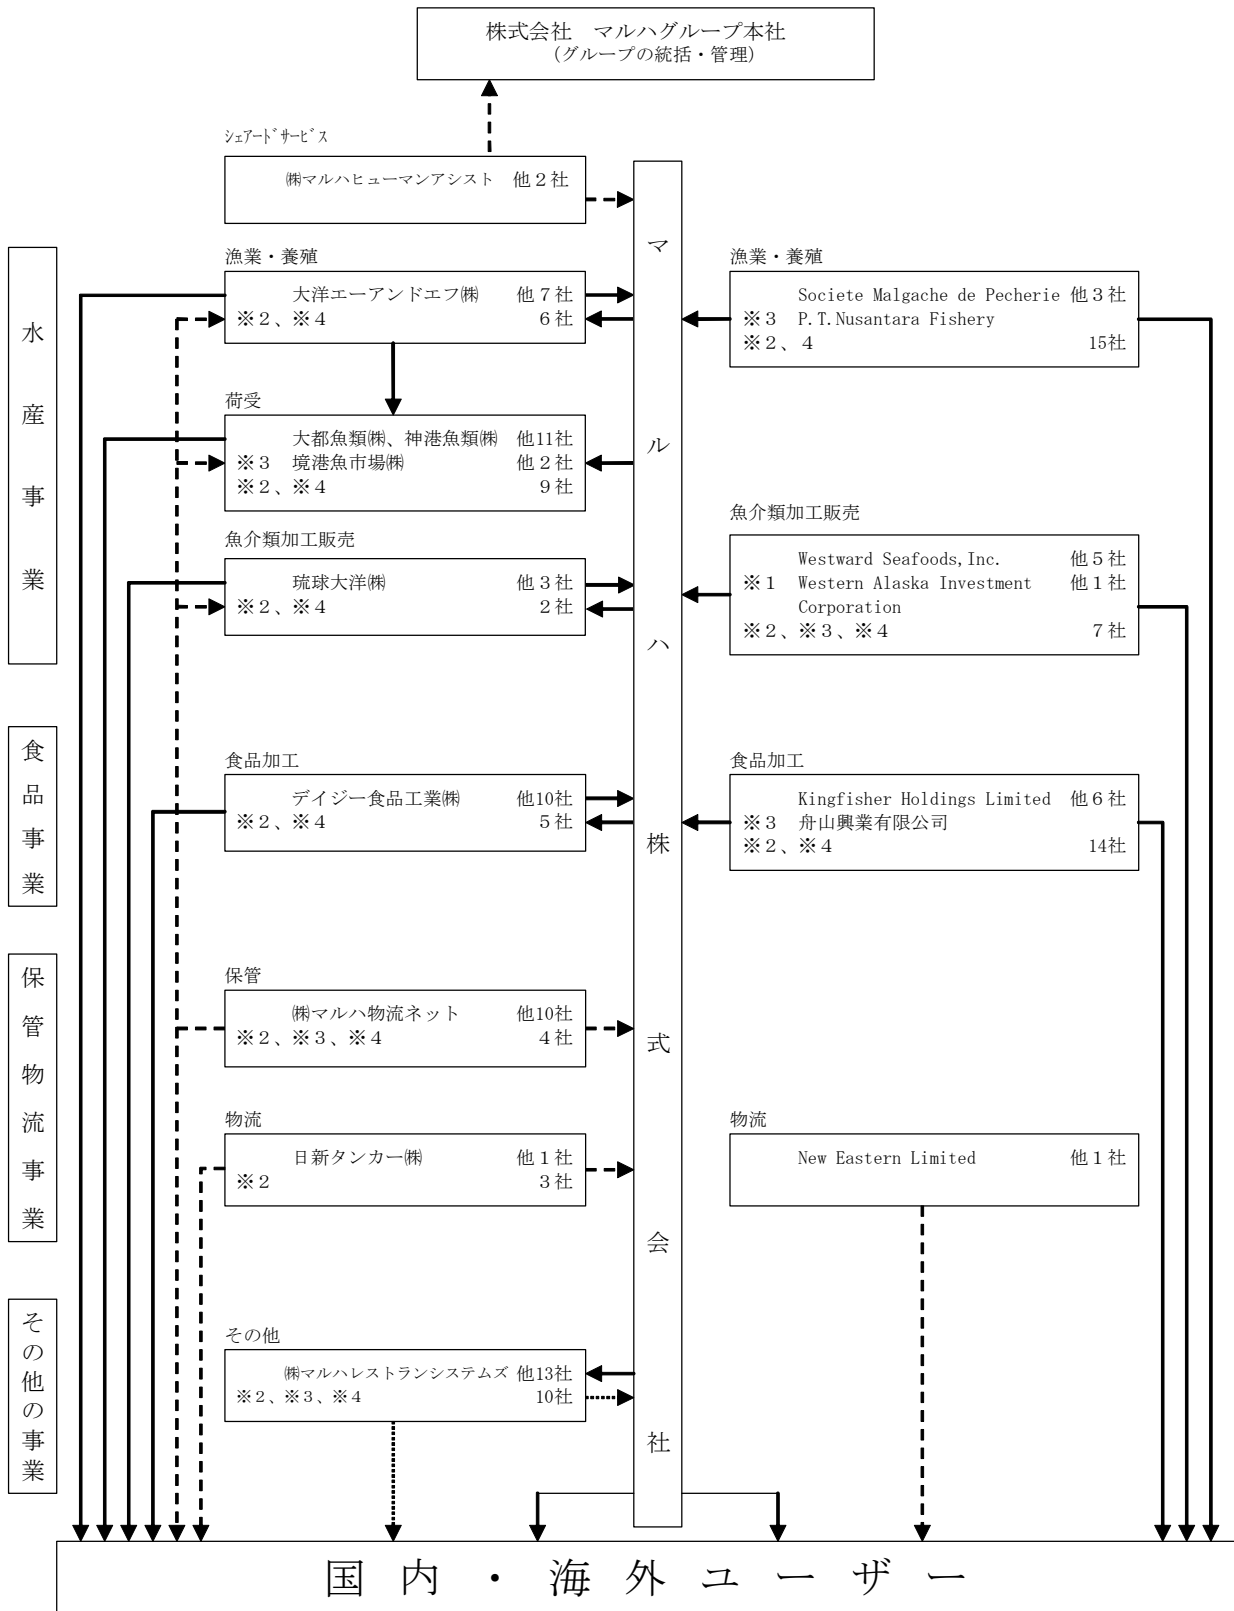 株式会社　マルハグループ本社
(グループの統括・管理)
ｼｪｱｰﾄﾞｻｰﾋﾞｽ
㈱マルハヒューマンアシスト　他２社
マルハ株式会社
水産事業
漁業・養殖
大洋エーアンドエフ㈱　他７社
※２、※４　６社
漁業・養殖
Societe Malgache de Pecherie 他３社
※３　P.T.Nusantara Fishery
※２、４　15社
荷受
大都魚類㈱、神港魚類㈱　他11社
※３　境港魚市場㈱　他２社
※２、※４　９社
魚介類加工販売
琉球大洋㈱　他３社
※２、※４　２社
魚介類加工販売
Westward Seafoods,Inc.　他５社
※１　Western Alaska Investment　他１社
Corporation
※２、※３、※４　７社
食品事業
食品加工
デイジー食品工業㈱　他10社
※２、※４　５社
食品加工
Kingfisher Holdings Limited　他６社
※３　舟山興業有限公司
※２、※４　14社
保管物流事業
保管
㈱マルハ物流ネット　他10社
※２、※３、※４　４社
物流
日新タンカー㈱　他１社
※２　３社
物流
New Eastern Limited　他１社
その他の事業
その他
㈱マルハレストランシステムズ　他13社
※２、※３、※４　10社
国内・海外ユーザー